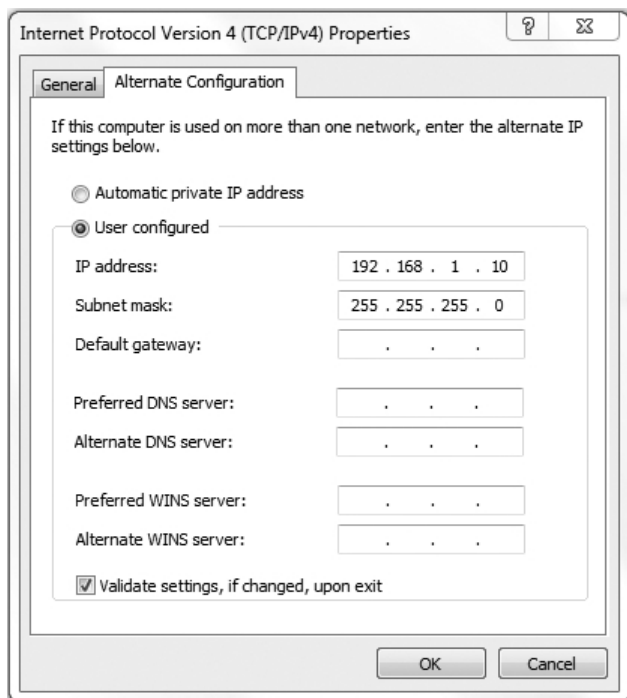 Internet Protocol Version 4 (TCP/IPv4) Properties
General
Alternate Configuration
If this computer is used on more than one network, enter the alternate IP
settings below.
Automatic private IP address
User configured
IP address: 192 . 168 . 1 . 10
Subnet mask: 255 . 255 . 255 . 0
Default gateway: . . .
Preferred DNS server: . . .
Alternate DNS server: . . .
Preferred WINS server: . . .
Alternate WINS server: . . .
Validate settings, if changed, upon exit
OK Cancel